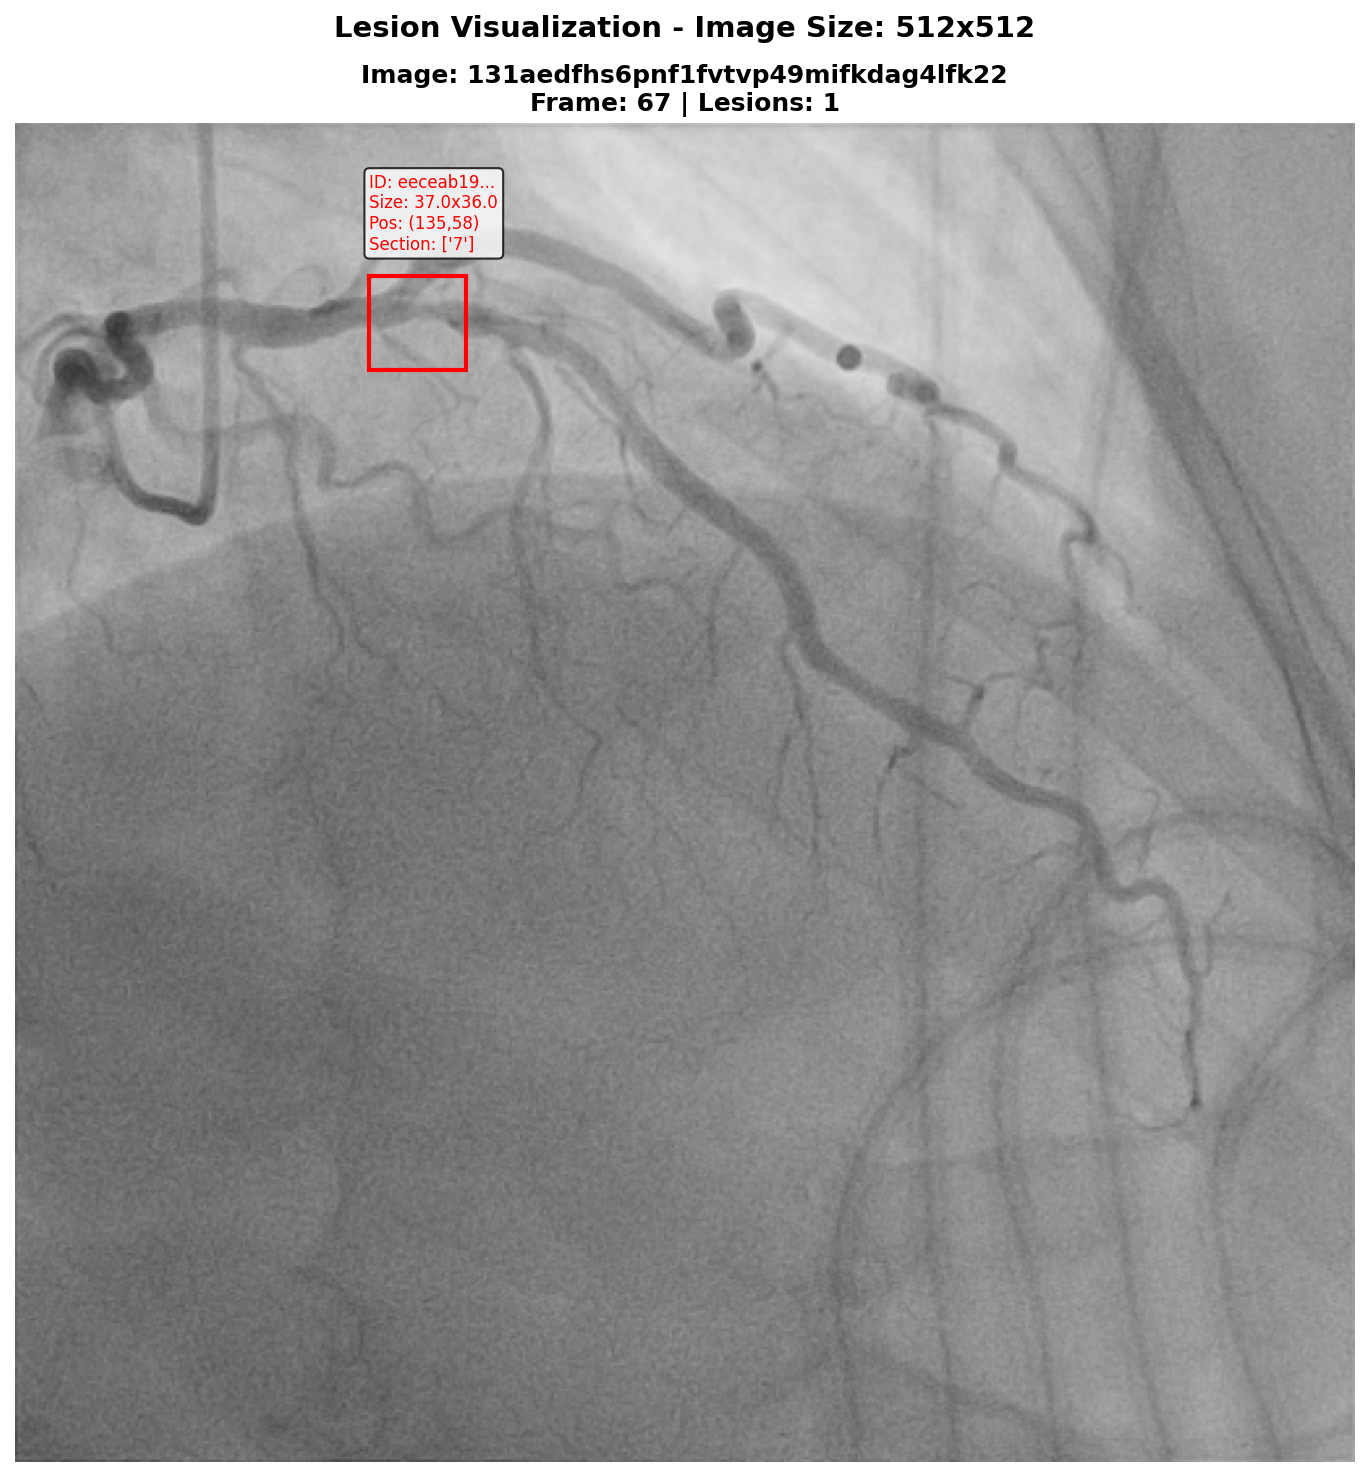 Lesion Visualization - Image Size: 512x512
Image: 131aedfhs6pnf1fvtvp49mifkdag4lfk22
Frame: 67 | Lesions: 1
ID: eeceab19...
Size: 37.0x36.0
Pos: (135,58)
Section: ['7']